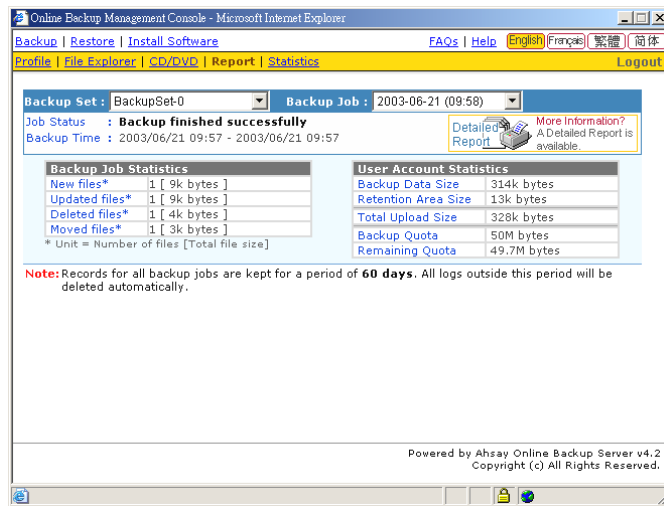 Online Backup Management Console - Microsoft Internet Explorer
Backup | Restore | Install Software FAQs | Help English Français 繁體 简体
Profile | File Explorer | CD/DVD | Report | Statistics Logout
Backup Set : BackupSet-0 Backup Job : 2003-06-21 (09:58)
Job Status : Backup finished successfully
Backup Time : 2003/06/21 09:57 - 2003/06/21 09:57
Detailed Report
More Information?
A Detailed Report is
available.
Backup Job Statistics
New files* 1 [ 9k bytes ]
Updated files* 1 [ 9k bytes ]
Deleted files* 1 [ 4k bytes ]
Moved files* 1 [ 3k bytes ]
* Unit = Number of files [Total file size]
User Account Statistics
Backup Data Size 314k bytes
Retention Area Size 13k bytes
Total Upload Size 328k bytes
Backup Quota 50M bytes
Remaining Quota 49.7M bytes
Note: Records for all backup jobs are kept for a period of 60 days. All logs outside this period will be
deleted automatically.
Powered by Ahsay Online Backup Server v4.2
Copyright (c) All Rights Reserved.